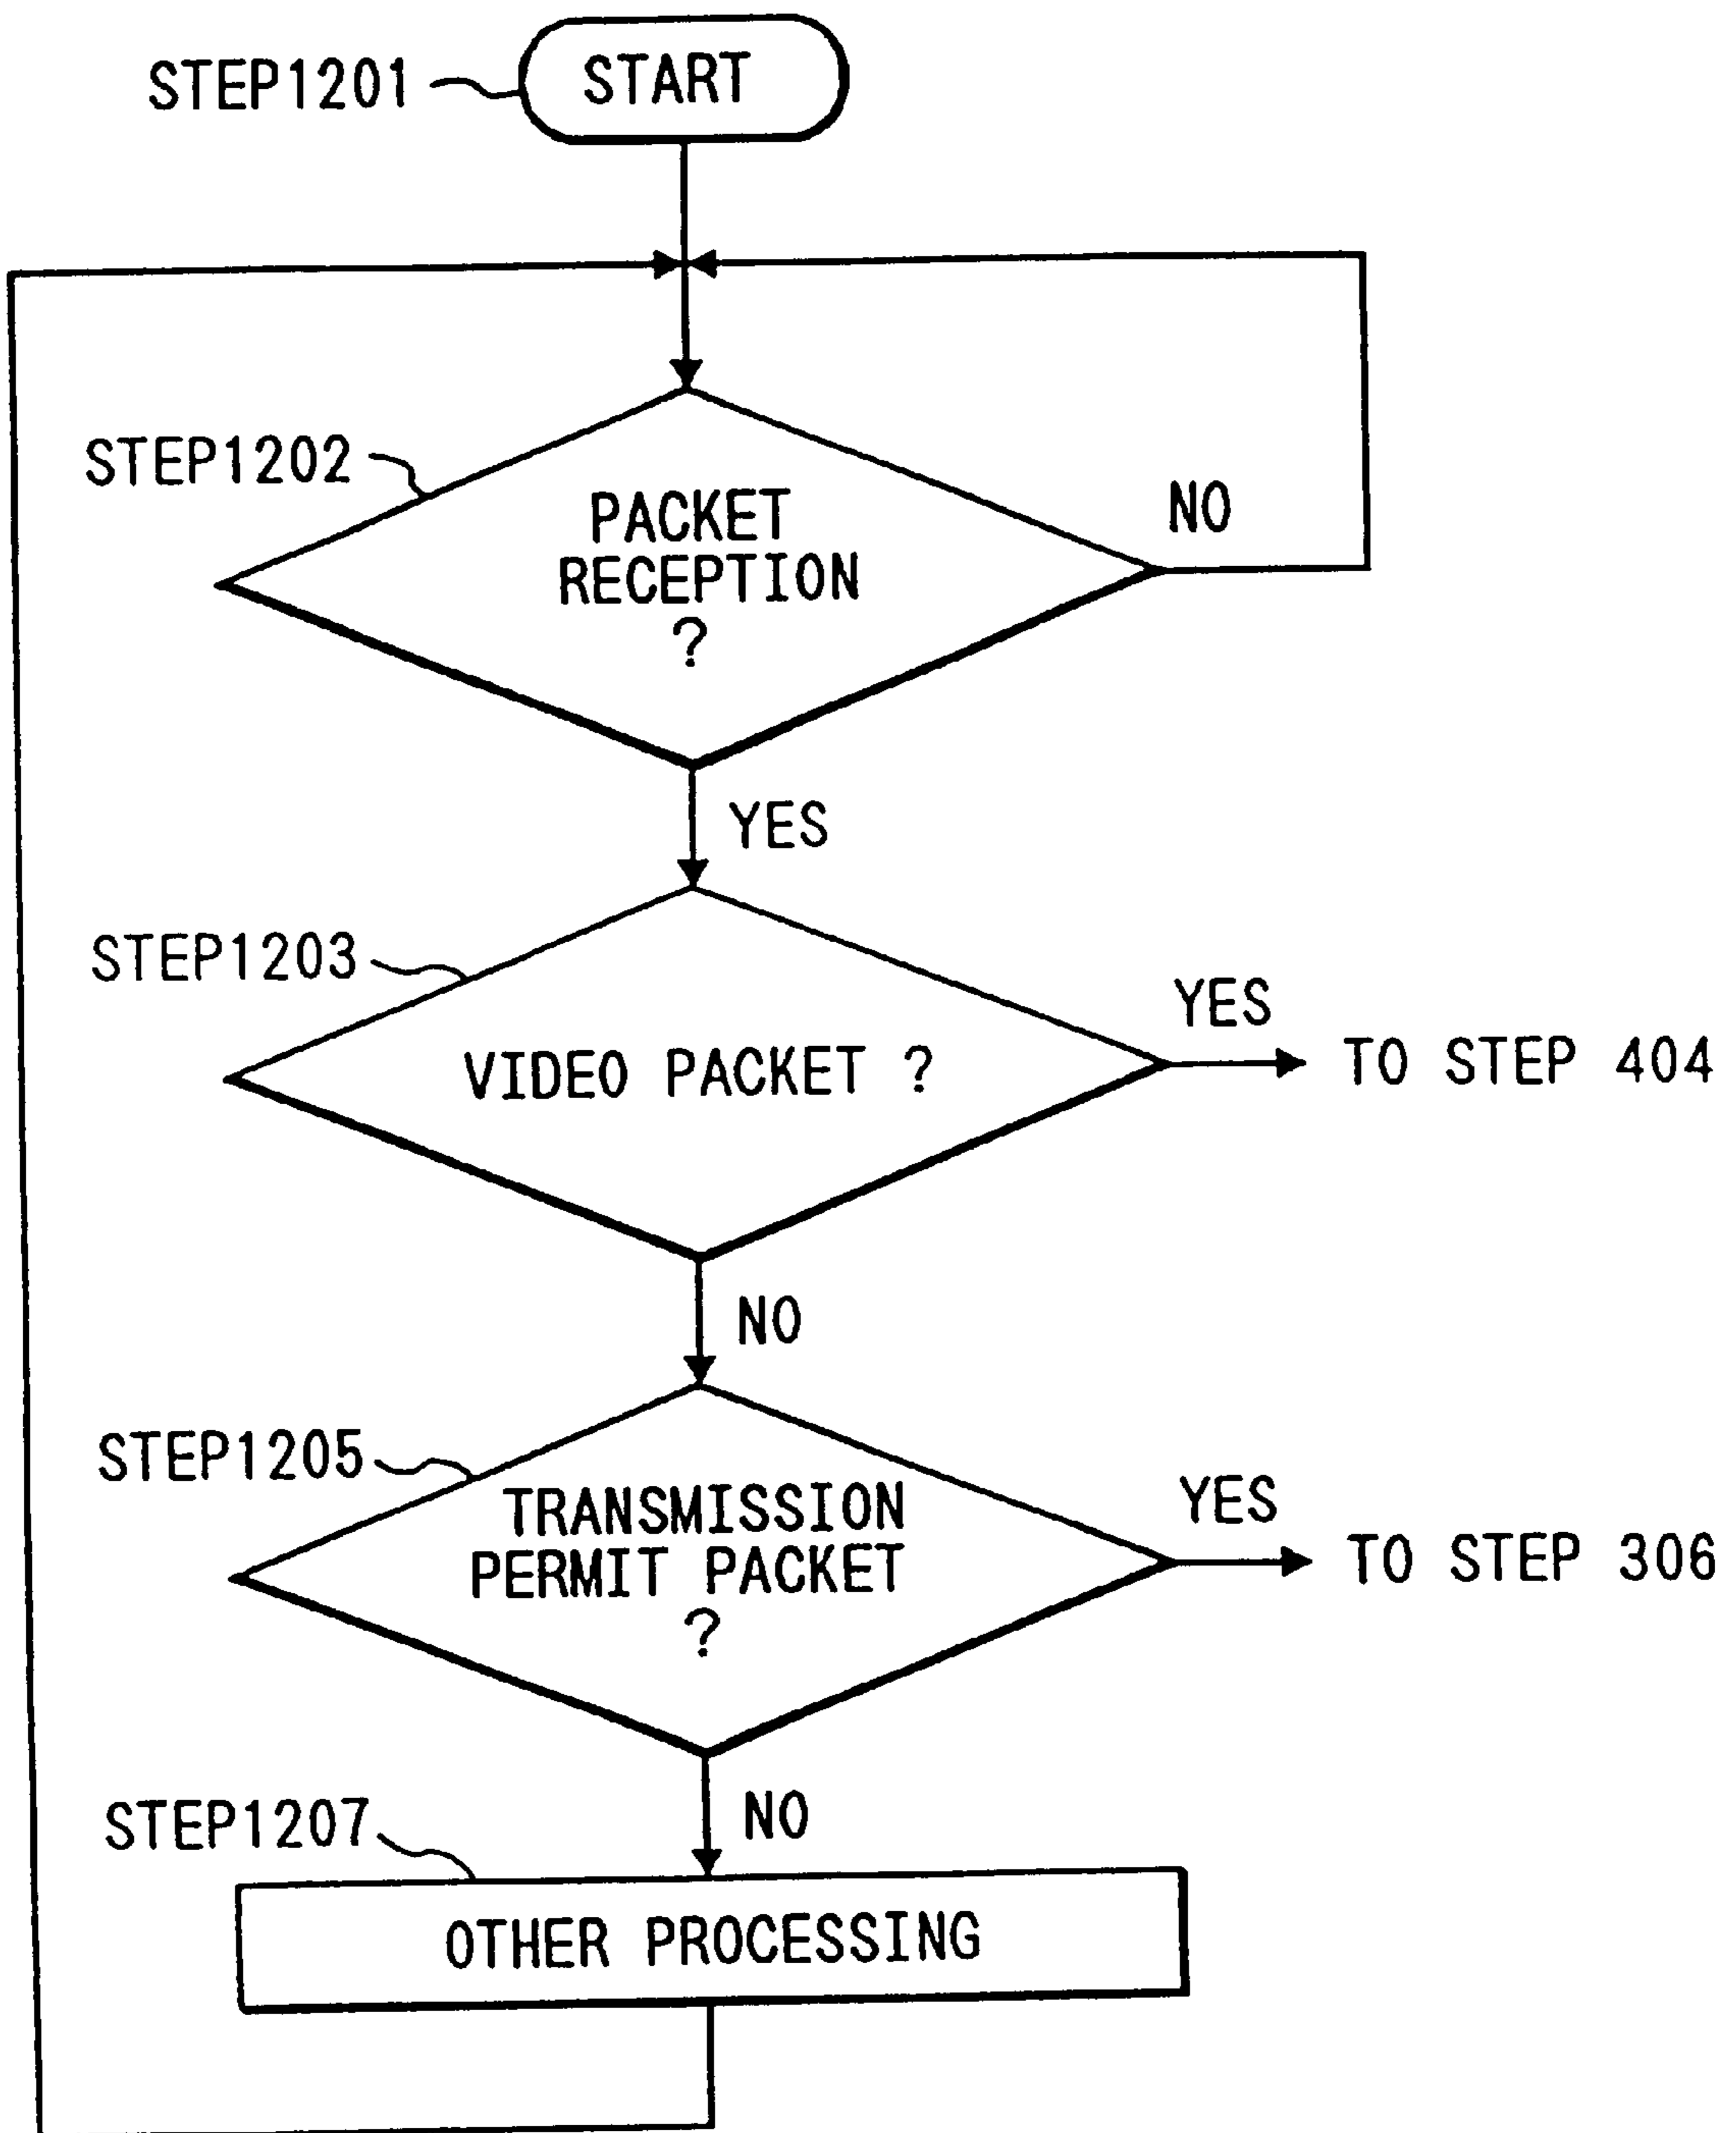 STEP1201
START
STEP1202
PACKET
RECEPTION
?
NO
YES
STEP1203
VIDEO PACKET ?
YES
TO STEP 404
NO
STEP1205
TRANSMISSION
PERMIT PACKET
?
YES
TO STEP 306
NO
STEP1207
OTHER PROCESSING